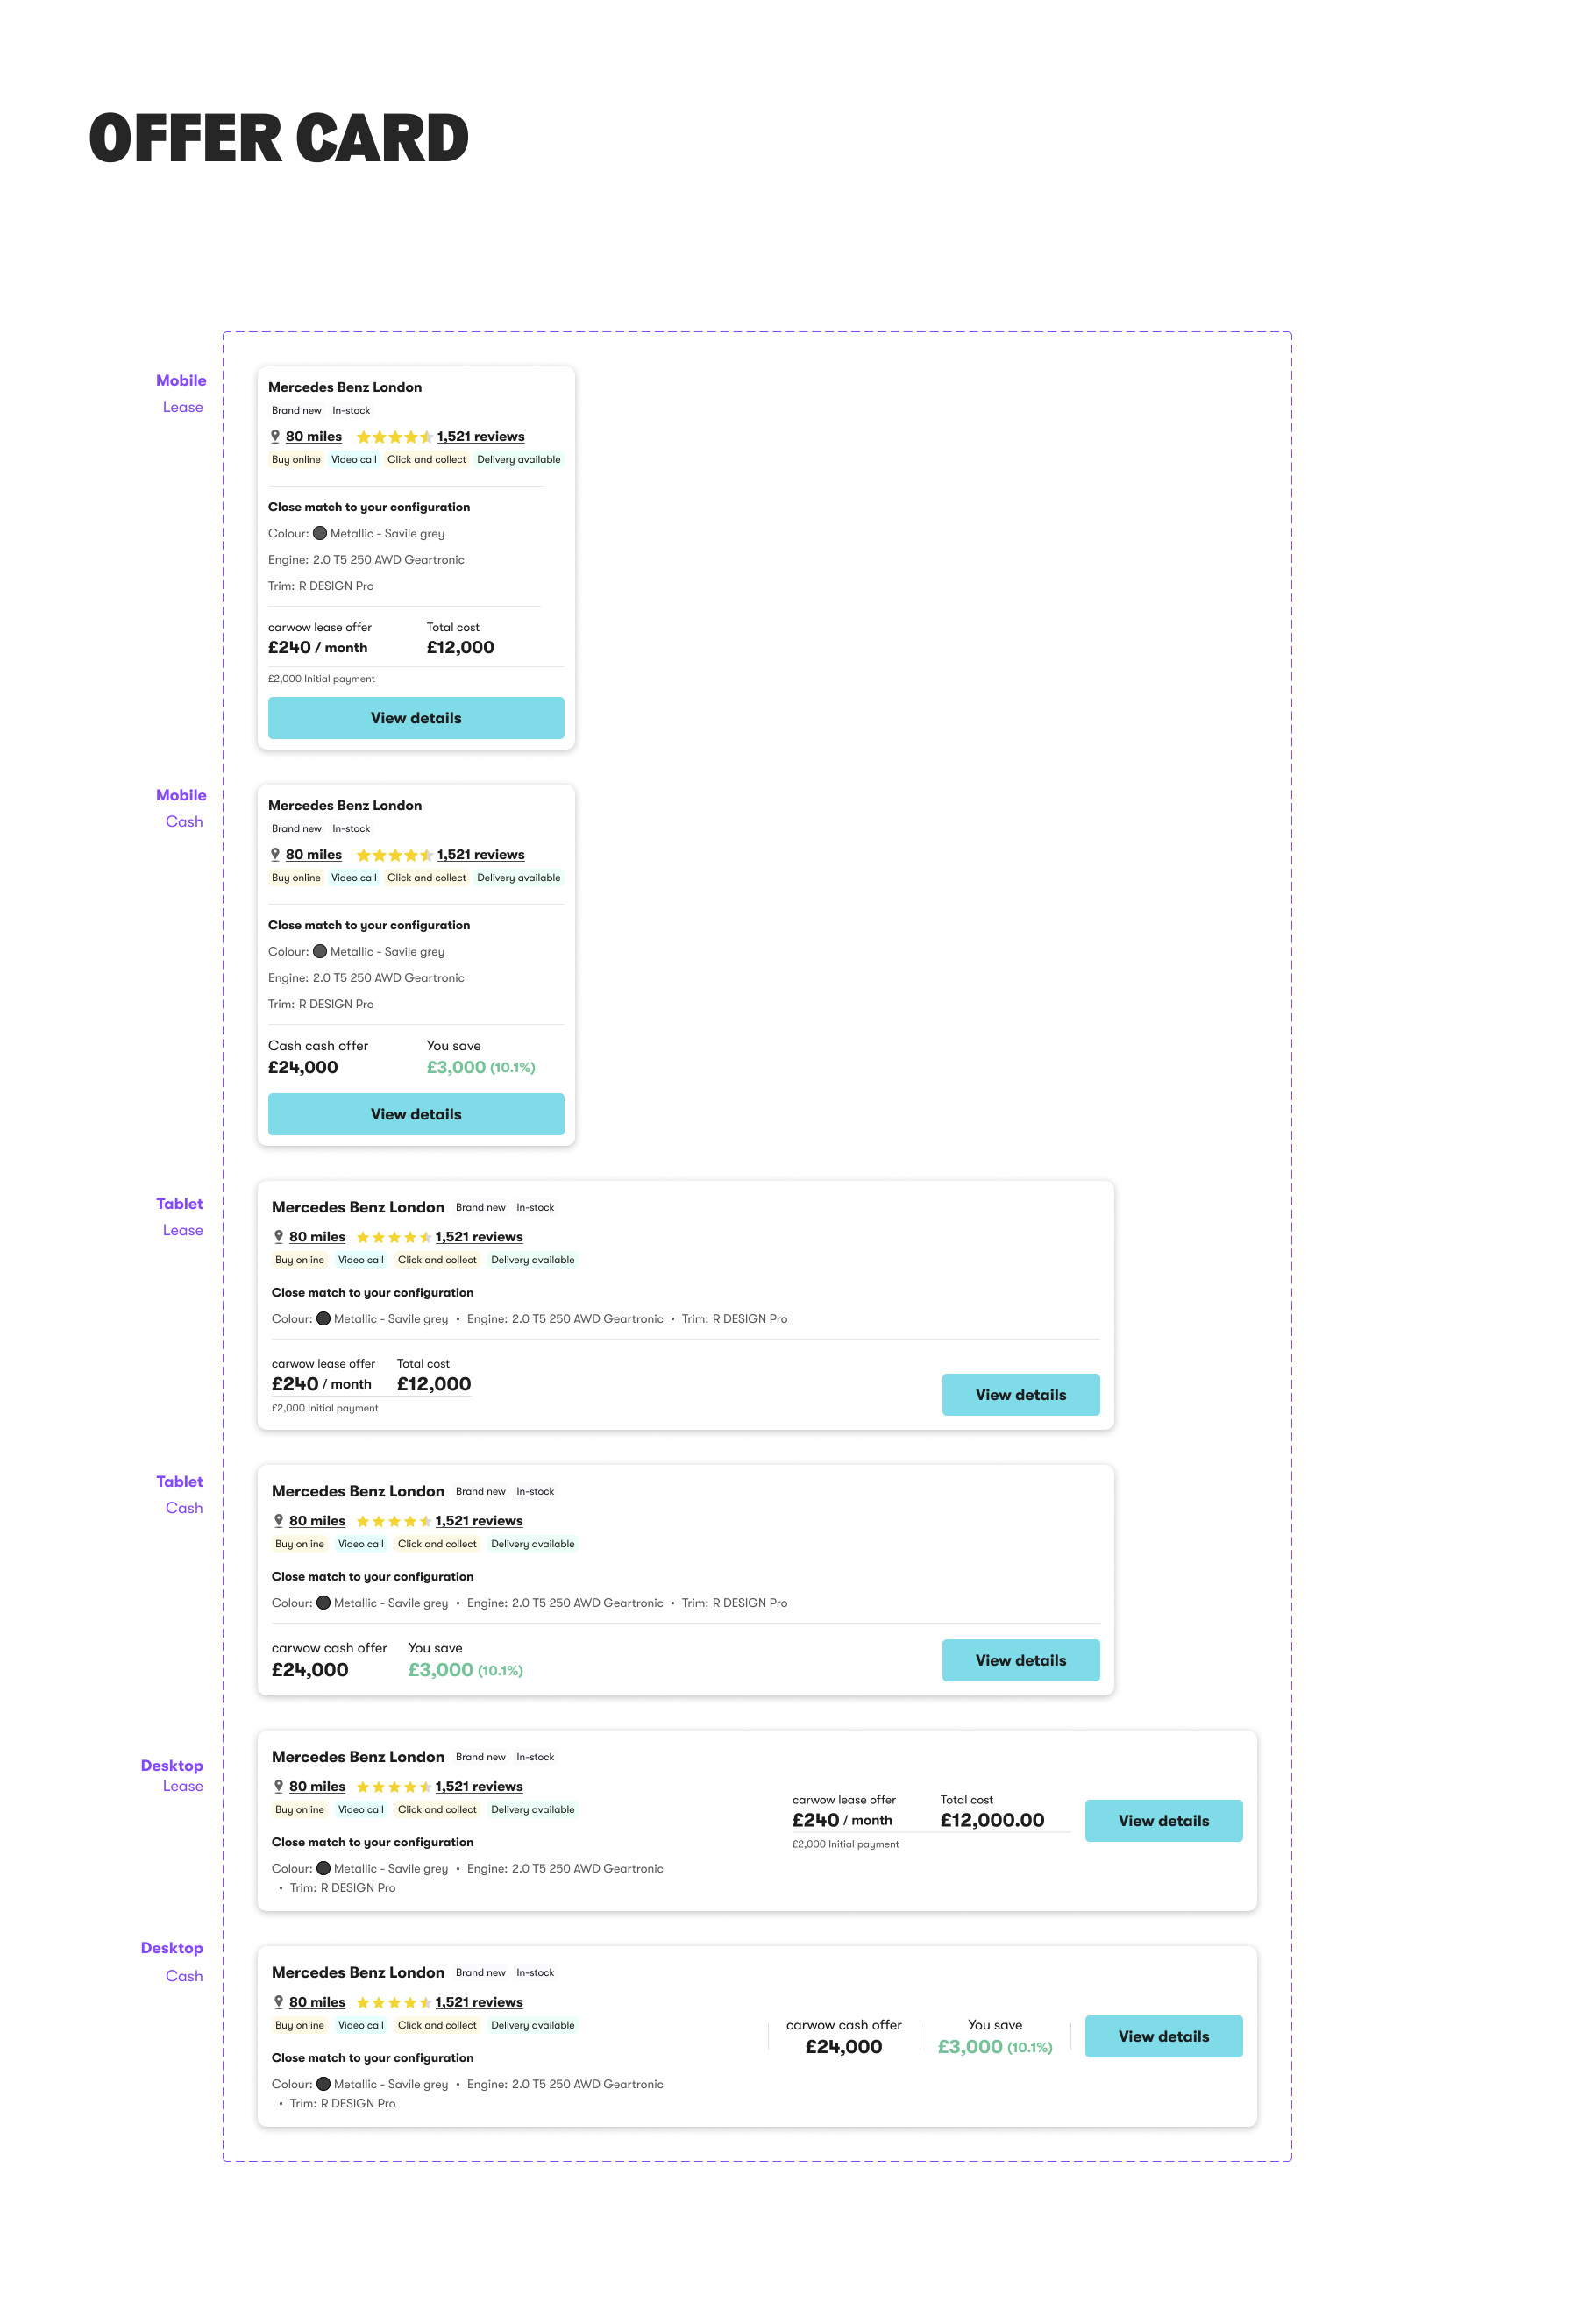 OFFER CARD
Mobile
Lease
Mercedes Benz London
Brand new In-stock
80 miles 1,521 reviews
Buy online Video call Click and collect Delivery available
Close match to your configuration
Colour: Metallic - Savile grey
Engine: 2.0 T5 250 AWD Geartronic
Trim: R DESIGN Pro
carwow lease offer Total cost
£240 / month £12,000
£2,000 Initial payment
View details
Mobile
Cash
Mercedes Benz London
Brand new In-stock
80 miles 1,521 reviews
Buy online Video call Click and collect Delivery available
Close match to your configuration
Colour: Metallic - Savile grey
Engine: 2.0 T5 250 AWD Geartronic
Trim: R DESIGN Pro
Cash cash offer You save
£24,000 £3,000 (10.1%)
View details
Tablet
Lease
Mercedes Benz London Brand new In-stock
80 miles 1,521 reviews
Buy online Video call Click and collect Delivery available
Close match to your configuration
Colour: Metallic - Savile grey • Engine: 2.0 T5 250 AWD Geartronic • Trim: R DESIGN Pro
carwow lease offer Total cost
£240 / month £12,000
£2,000 Initial payment
View details
Tablet
Cash
Mercedes Benz London Brand new In-stock
80 miles 1,521 reviews
Buy online Video call Click and collect Delivery available
Close match to your configuration
Colour: Metallic - Savile grey • Engine: 2.0 T5 250 AWD Geartronic • Trim: R DESIGN Pro
carwow cash offer You save
£24,000 £3,000 (10.1%)
View details
Desktop
Lease
Mercedes Benz London Brand new In-stock
80 miles 1,521 reviews
Buy online Video call Click and collect Delivery available
Close match to your configuration
Colour: Metallic - Savile grey • Engine: 2.0 T5 250 AWD Geartronic
• Trim: R DESIGN Pro
carwow lease offer Total cost
£240 / month £12,000.00
£2,000 Initial payment
View details
Desktop
Cash
Mercedes Benz London Brand new In-stock
80 miles 1,521 reviews
Buy online Video call Click and collect Delivery available
Close match to your configuration
Colour: Metallic - Savile grey • Engine: 2.0 T5 250 AWD Geartronic
• Trim: R DESIGN Pro
carwow cash offer You save
£24,000 £3,000 (10.1%)
View details